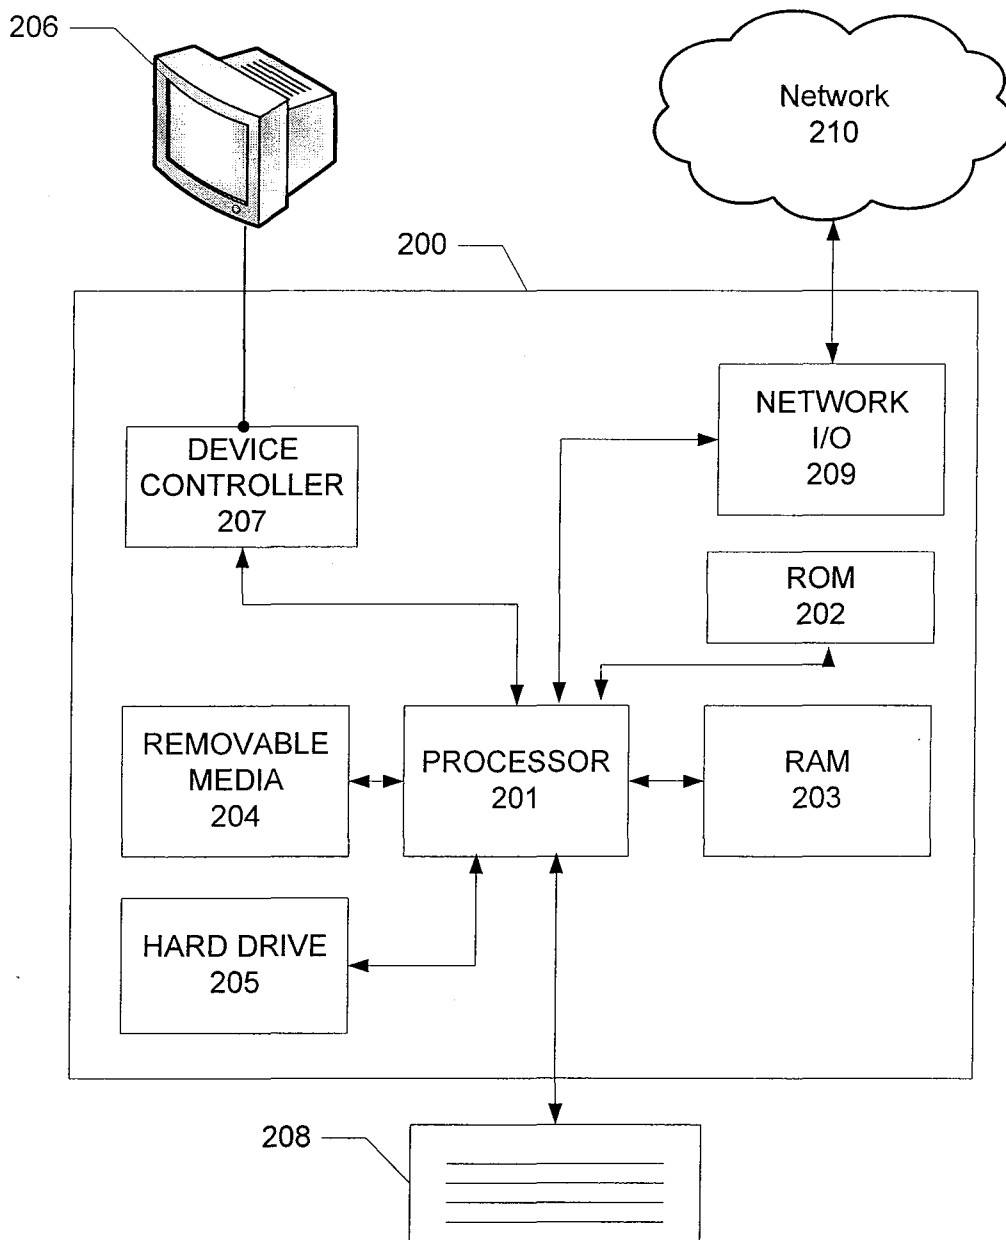 206
Network
210
200
NETWORK
I/O
209
DEVICE
CONTROLLER
207
ROM
202
REMOVABLE
MEDIA
204
PROCESSOR
201
RAM
203
HARD DRIVE
205
208